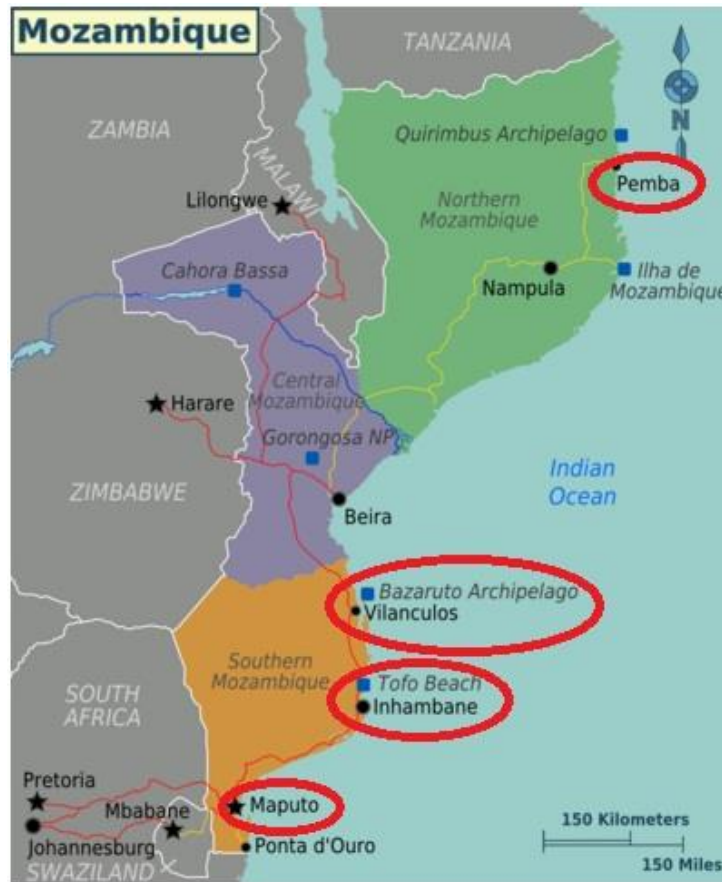 Mozambique
TANZANIA
ZAMBIA
MALAWI
Quirimbus Archipelago
N
Pemba
Lilongwe
Northern
Mozambique
Cahora Bassa
Nampula
Ilha de
Mozambique
Central
Mozambique
Harare
Gorongosa NP
ZIMBABWE
Indian
Ocean
Beira
Bazaruto Archipelago
Vilanculos
Southern
Mozambique
Tofo Beach
Inhambane
SOUTH
AFRICA
Pretoria
Mbabane
Maputo
Johannesburg
Ponta d'Ouro
SWAZILAND
150 Kilometers
150 Miles